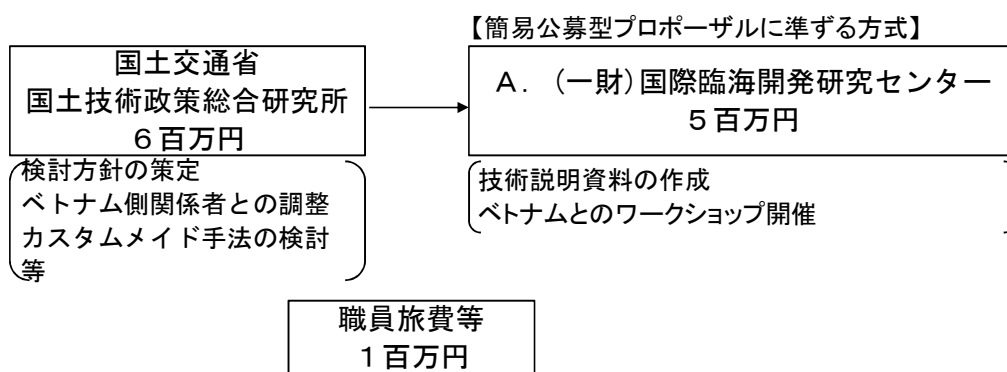 【簡易公募型プロポーザルに準ずる方式】
国土交通省
国土技術政策総合研究所
６百万円
Ａ．（一財）国際臨海開発研究センター
５百万円
検討方針の策定
ベトナム側関係者との調整
カスタムメイド手法の検討
等
技術説明資料の作成
ベトナムとのワークショップ開催
職員旅費等
１百万円